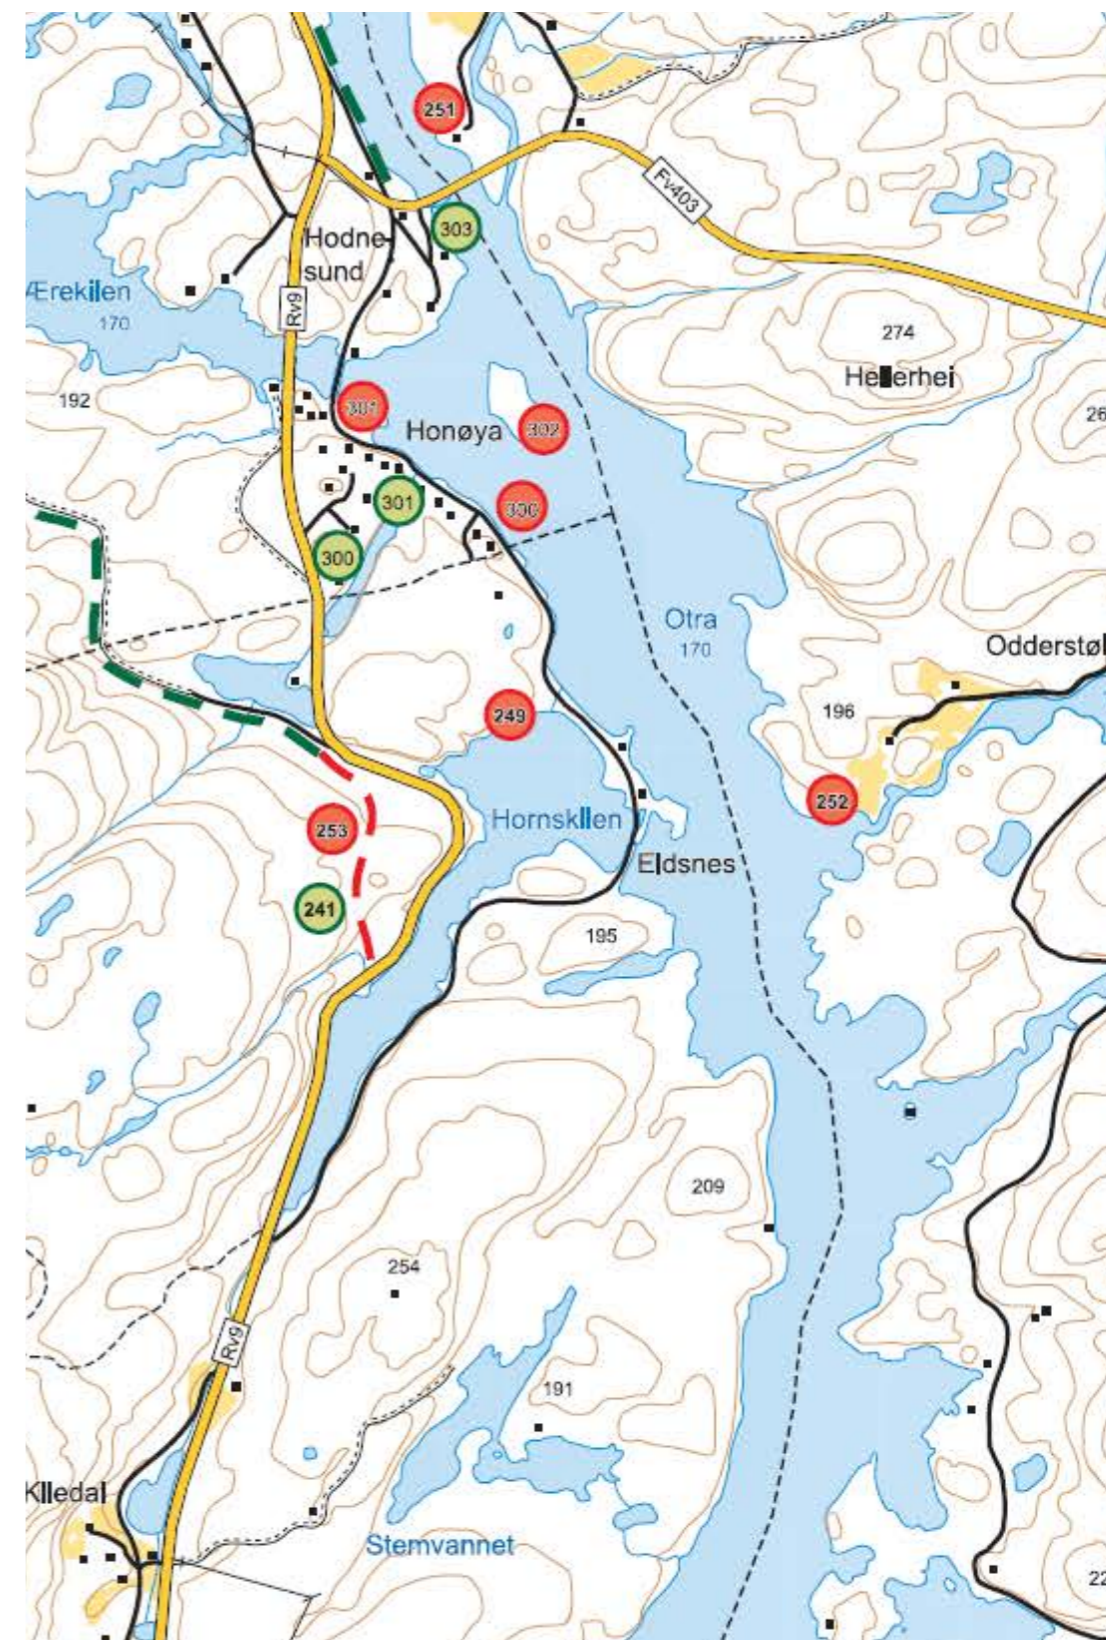 251
Fv403
303
Hodne-
sund
Ærekilen
170
Rv9
274
Hellerhei
192
301
Honøya
302
26
301
300
300
Otra
170
Odderstøl
249
196
252
253
Hornskilen
Eidsnes
241
195
209
254
Rv9
191
Kiledal
Stemvannet
22